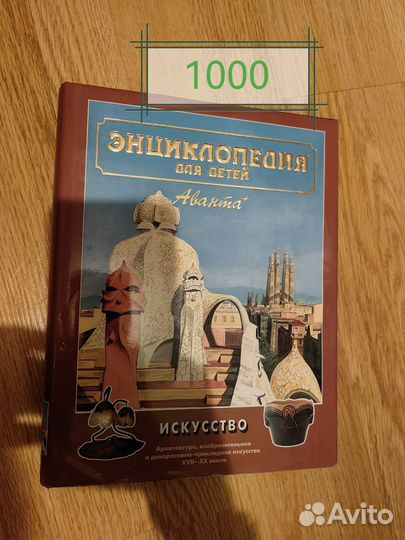 1000
ЭНЦИКЛОПЕДИЯ
ДЛЯ ДЕТЕЙ
Аванта+
ИСКУССТВО
Архитектура, изобразительное
и декоративно-прикладное искусство
XVII—XX веков
Avito